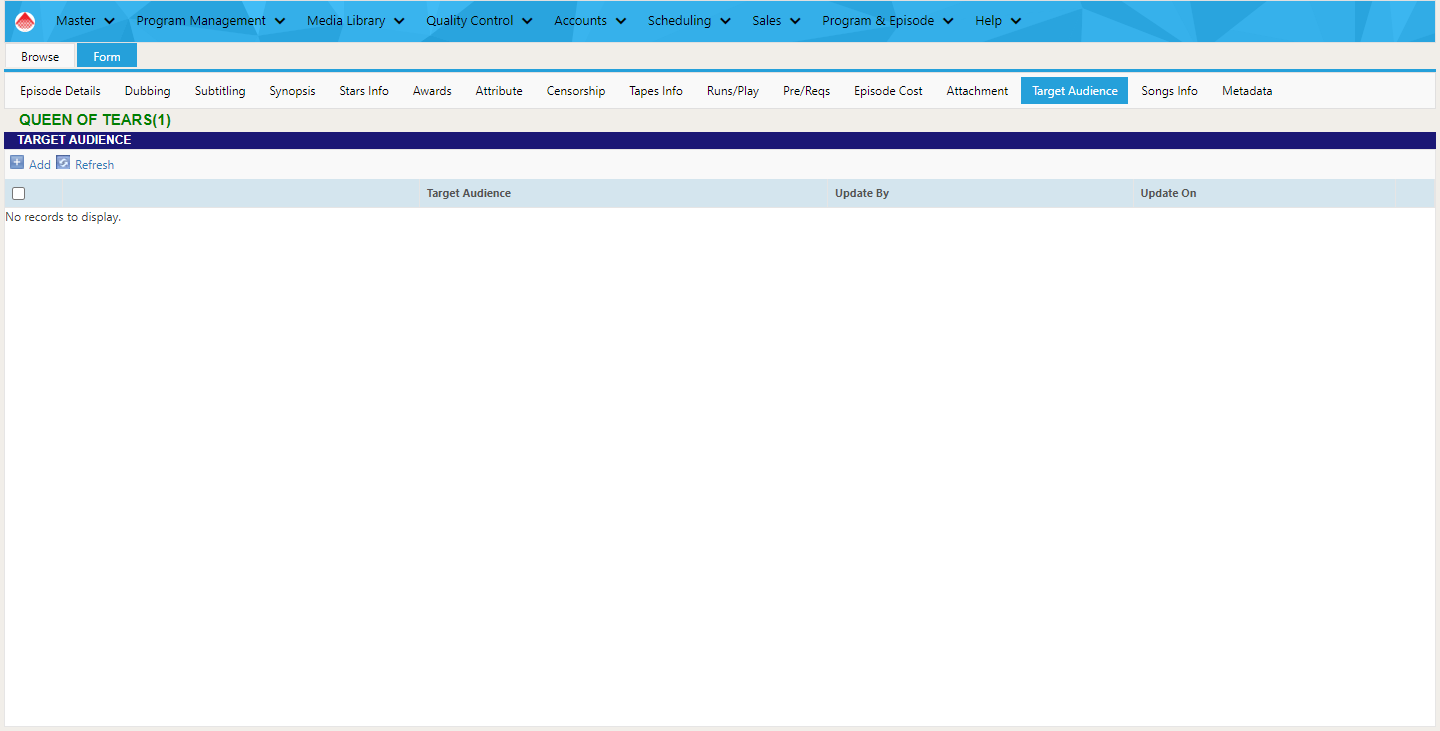 Master Program Management Media Library Quality Control Accounts Scheduling Sales Program & Episode Help
Browse Form
Episode Details Dubbing Subtitling Synopsis Stars Info Awards Attribute Censorship Tapes Info Runs/Play Pre/Reqs Episode Cost Attachment Target Audience Songs Info Metadata
QUEEN OF TEARS(1)
TARGET AUDIENCE
Add Refresh
Target Audience Update By Update On
No records to display.